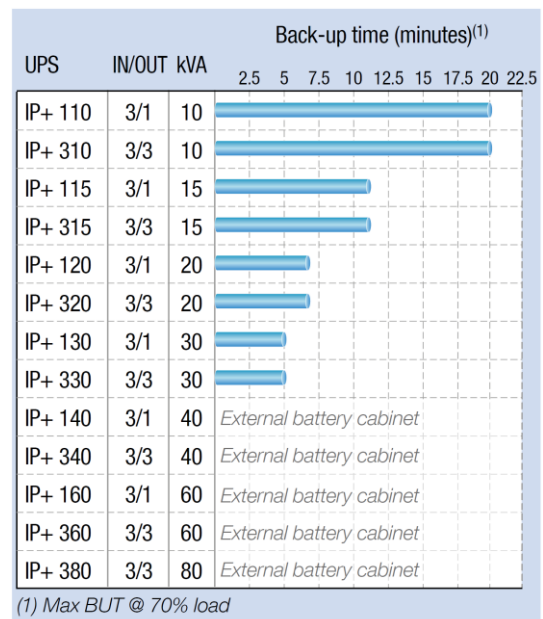 Back-up time (minutes)(1)
UPS IN/OUT kVA
2.5 5 7.5 10 12.5 15 17.5 20 22.5
IP+ 110 3/1 10
IP+ 310 3/3 10
IP+ 115 3/1 15
IP+ 315 3/3 15
IP+ 120 3/1 20
IP+ 320 3/3 20
IP+ 130 3/1 30
IP+ 330 3/3 30
IP+ 140 3/1 40 External battery cabinet
IP+ 340 3/3 40 External battery cabinet
IP+ 160 3/1 60 External battery cabinet
IP+ 360 3/3 60 External battery cabinet
IP+ 380 3/3 80 External battery cabinet
(1) Max BUT @ 70% load